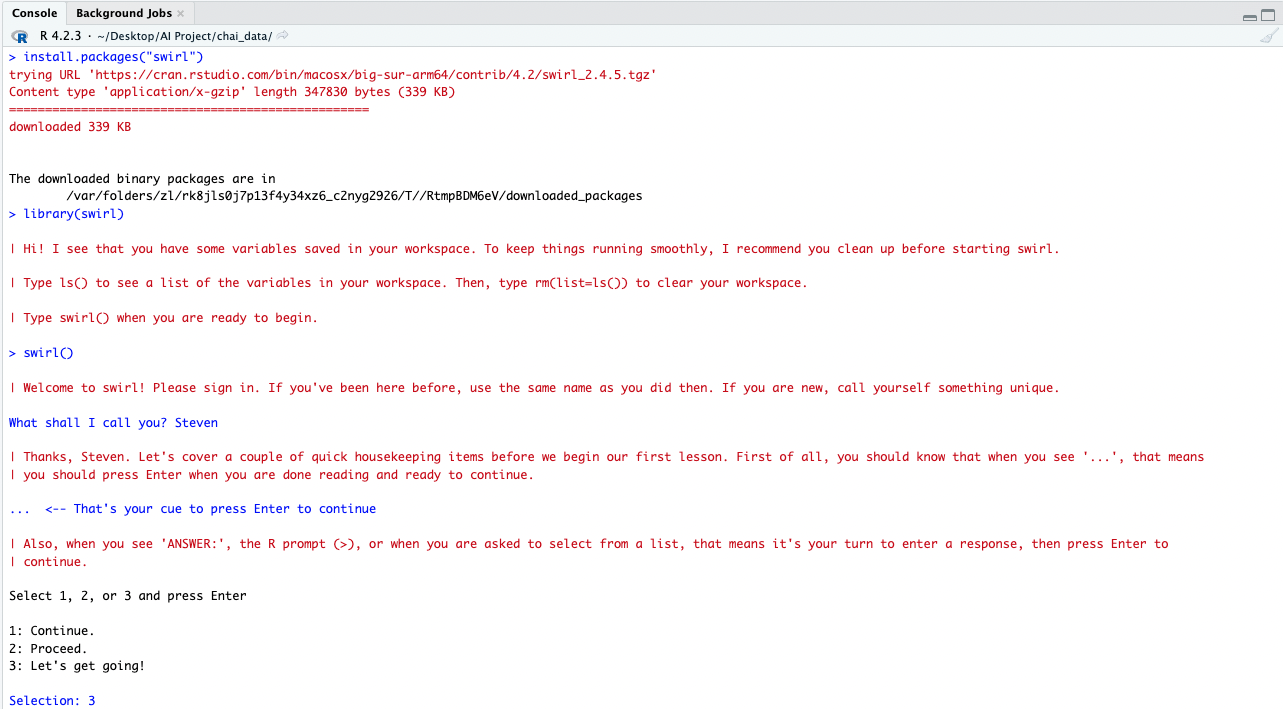 Console
Background Jobs
R 4.2.3 · ~/Desktop/AI Project/chai_data/
> install.packages("swirl")
trying URL 'https://cran.rstudio.com/bin/macosx/big-sur-arm64/contrib/4.2/swirl_2.4.5.tgz'
Content type 'application/x-gzip' length 347830 bytes (339 KB)
==================================================
downloaded 339 KB
The downloaded binary packages are in
/var/folders/zl/rk8jls0j7p13f4y34xz6_c2nyg2926/T//RtmpBDM6eV/downloaded_packages
> library(swirl)
| Hi! I see that you have some variables saved in your workspace. To keep things running smoothly, I recommend you clean up before starting swirl.
| Type ls() to see a list of the variables in your workspace. Then, type rm(list=ls()) to clear your workspace.
| Type swirl() when you are ready to begin.
> swirl()
| Welcome to swirl! Please sign in. If you've been here before, use the same name as you did then. If you are new, call yourself something unique.
What shall I call you? Steven
| Thanks, Steven. Let's cover a couple of quick housekeeping items before we begin our first lesson. First of all, you should know that when you see '...', that means
| you should press Enter when you are done reading and ready to continue.
...  <-- That's your cue to press Enter to continue
| Also, when you see 'ANSWER:', the R prompt (>), or when you are asked to select from a list, that means it's your turn to enter a response, then press Enter to
| continue.
Select 1, 2, or 3 and press Enter
1: Continue.
2: Proceed.
3: Let's get going!
Selection: 3